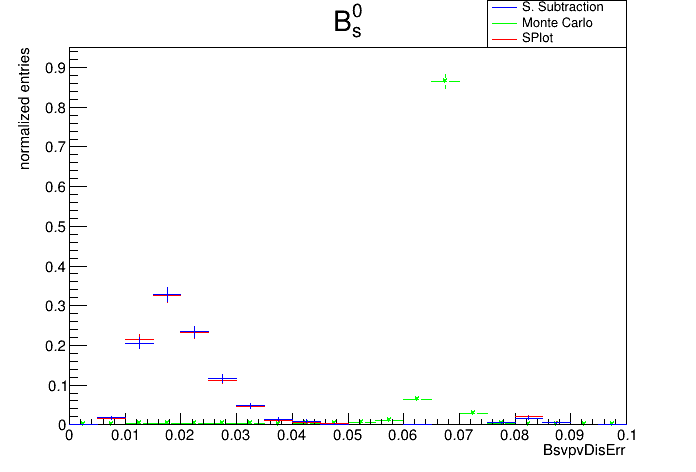 B⁰ₛ
S. Subtraction
Monte Carlo
SPlot
normalized entries
0.9
0.8
0.7
0.6
0.5
0.4
0.3
0.2
0.1
0
0 0.01 0.02 0.03 0.04 0.05 0.06 0.07 0.08 0.09 0.1
BsvpvDisErr